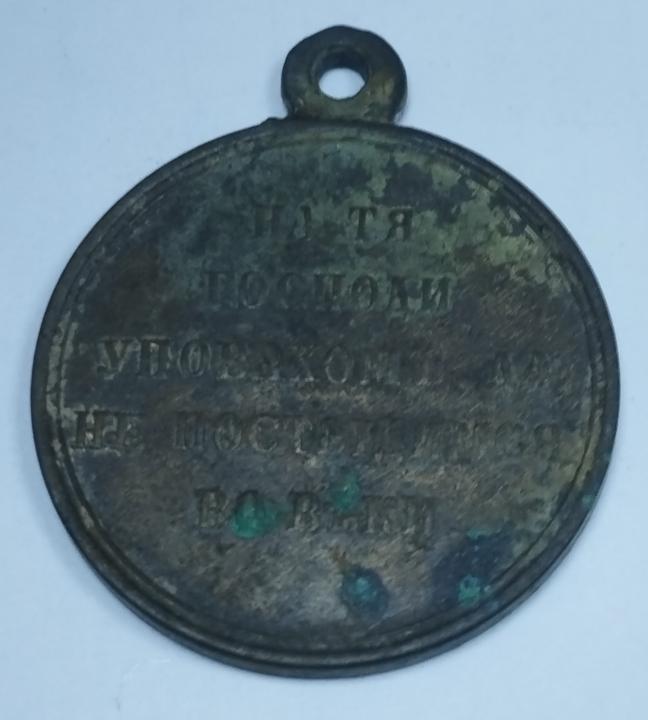 НА ТЯ
ГОСПОДИ
УПОВАХОМЪ, ДА
НЕ ПОСТЫДИМСЯ
ВО ВѢКИ